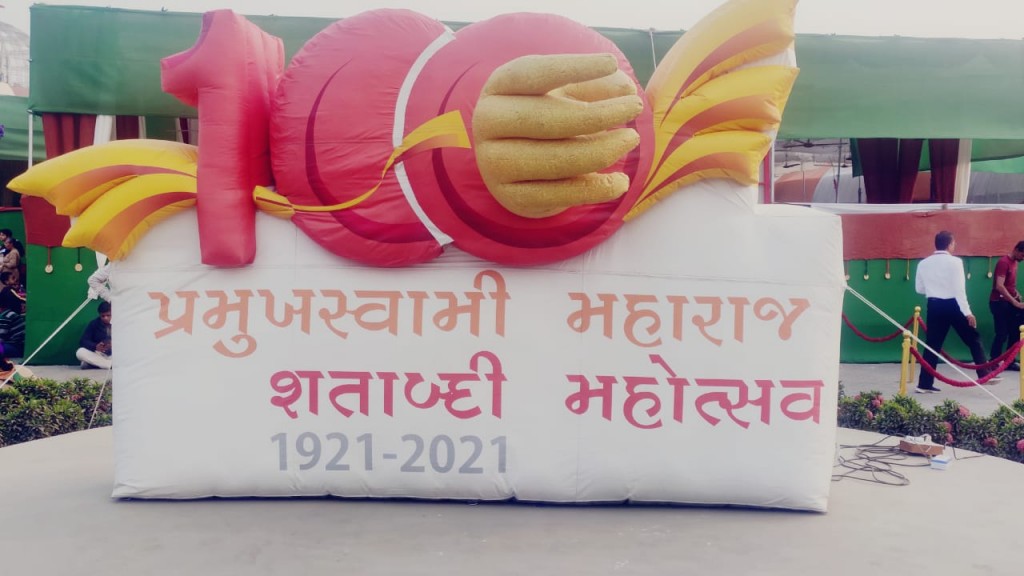 100
પ્રમુખસ્વામી મહારાજ
શતાબ્દી મહોત્સવ
1921-2021